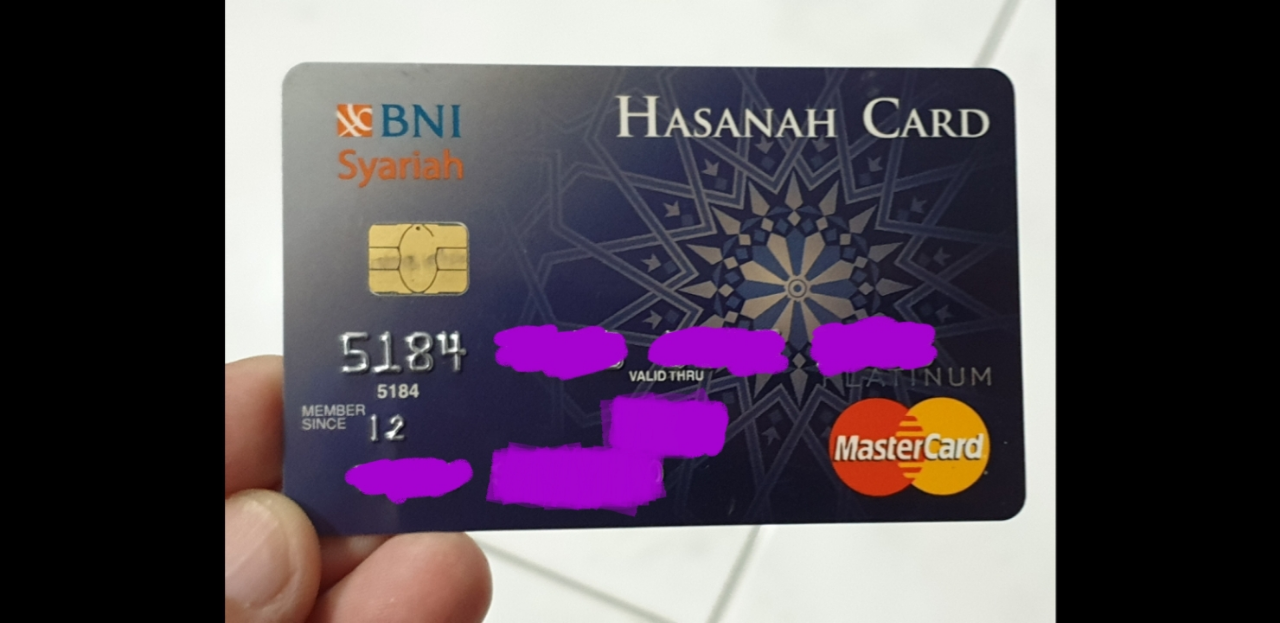 BNI
Syariah
HASANAH CARD
5184
5184
VALID THRU
MEMBER
SINCE 12
PLATINUM
MasterCard